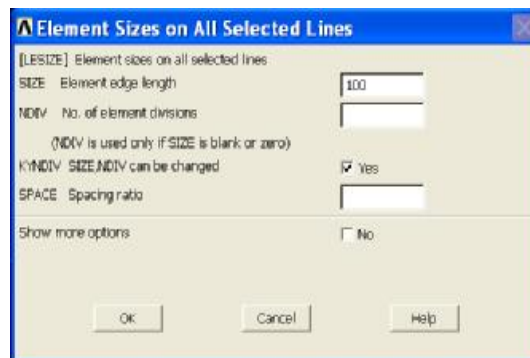 Element Sizes on All Selected Lines
[LESIZE] Element sizes on all selected lines
SIZE Element edge length 100
NDIV No. of element divisions
(NDIV is used only if SIZE is blank or zero)
KYNDIV SIZE,NDIV can be changed Yes
SPACE Spacing ratio
Show more options No
OK Cancel Help